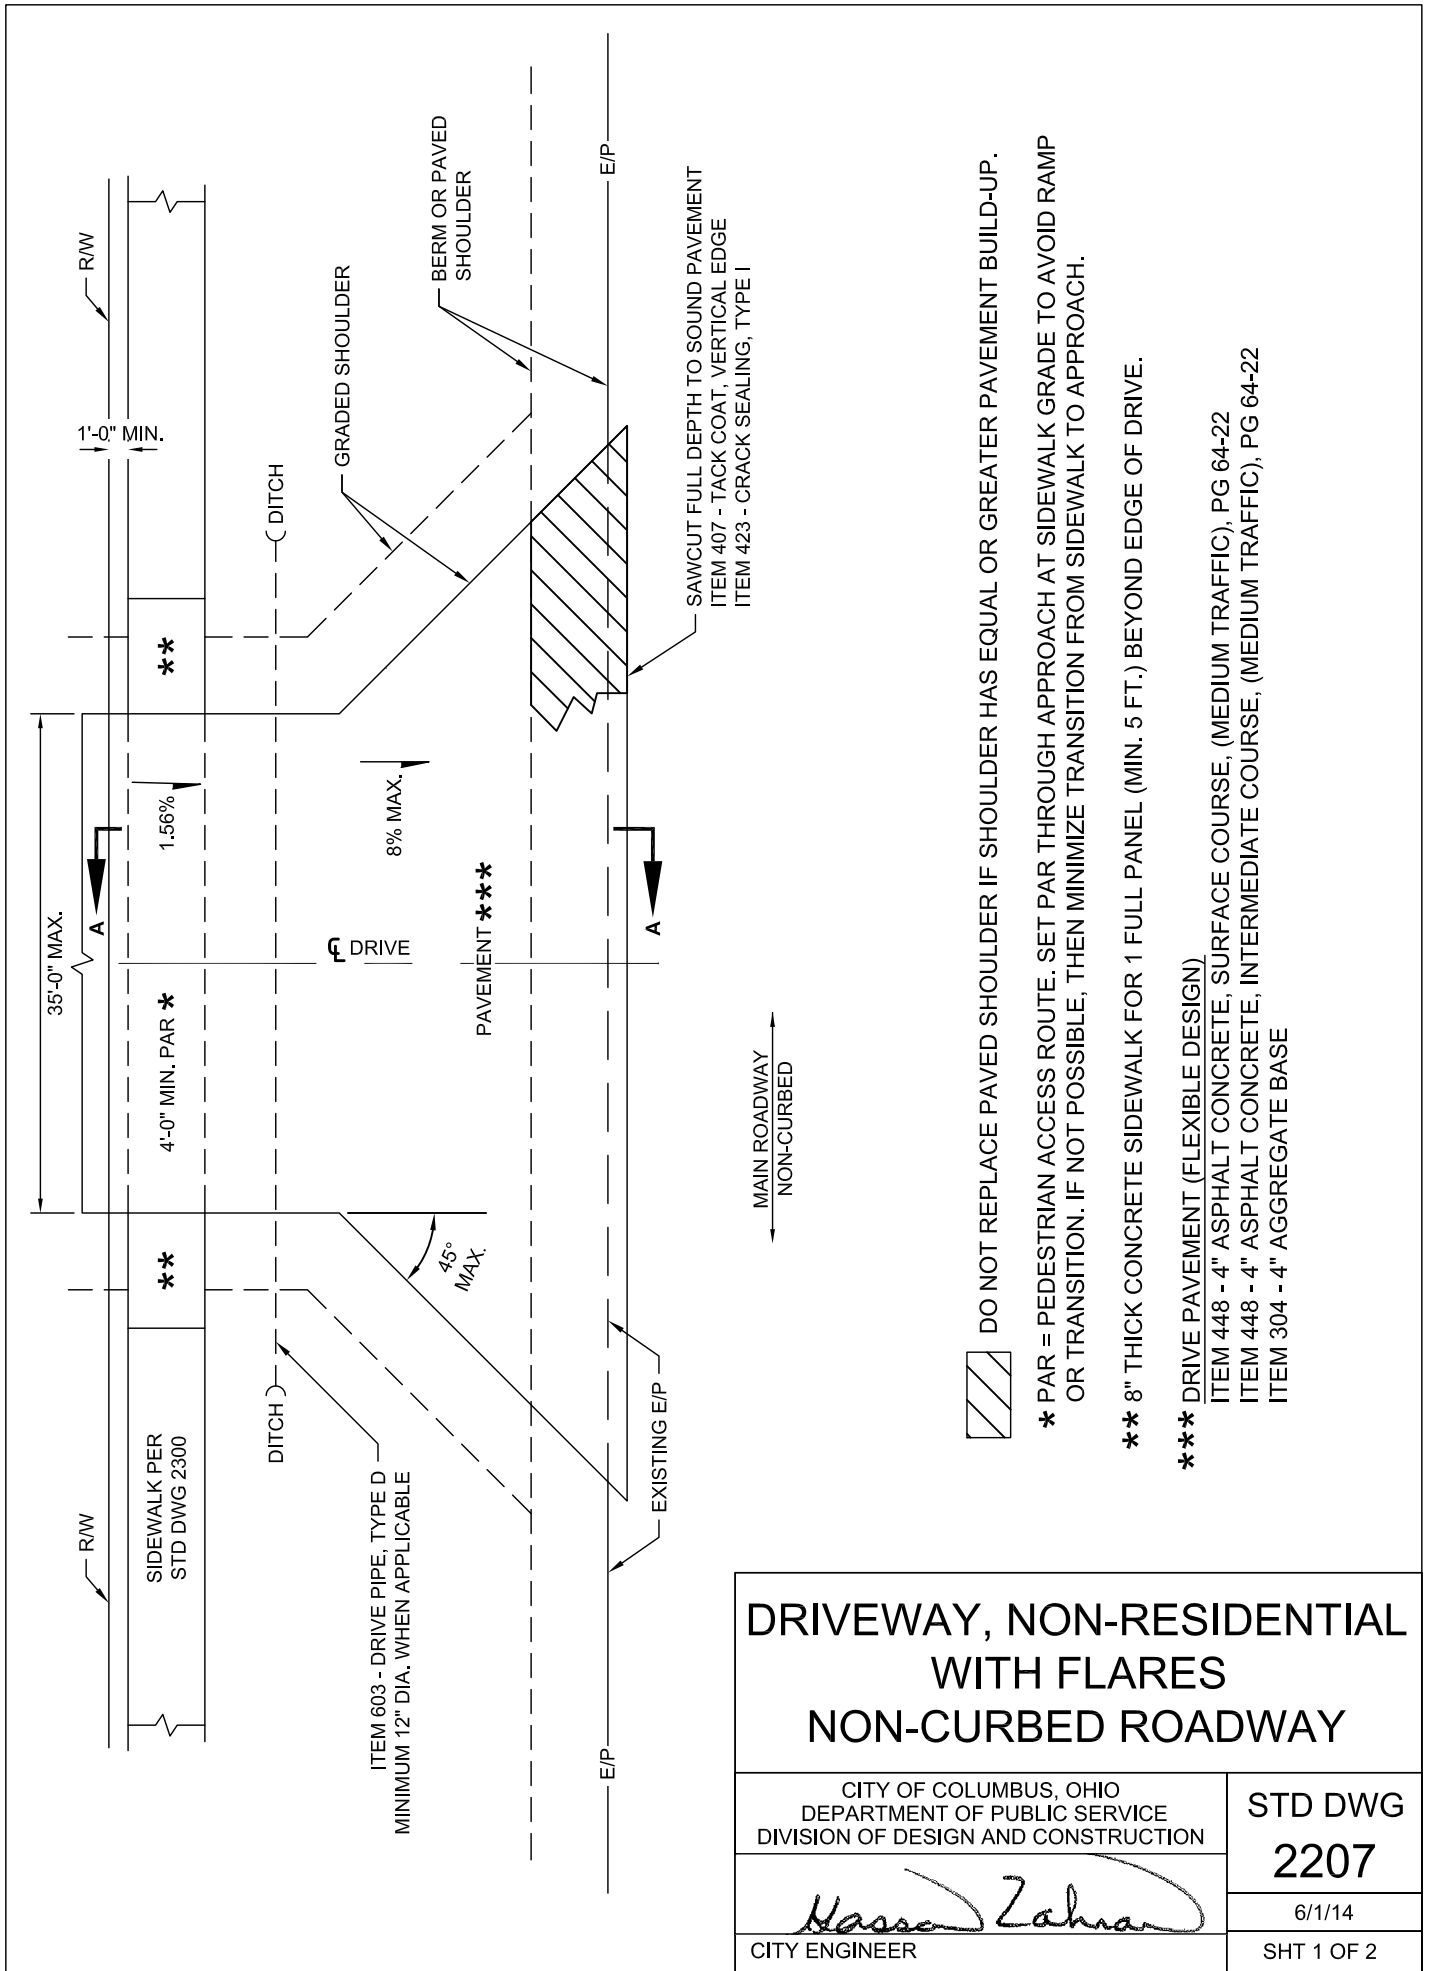 R/W
R/W
1'-0" MIN.
SIDEWALK PER
STD DWG 2300
**
**
35'-0" MAX.
A
1.56%
4'-0" MIN. PAR *
DITCH
DITCH
GRADED SHOULDER
BERM OR PAVED
SHOULDER
8% MAX.
℄ DRIVE
PAVEMENT ***
45°
MAX.
ITEM 603 - DRIVE PIPE, TYPE D
MINIMUM 12" DIA. WHEN APPLICABLE
E/P
E/P
EXISTING E/P
A
SAWCUT FULL DEPTH TO SOUND PAVEMENT
ITEM 407 - TACK COAT, VERTICAL EDGE
ITEM 423 - CRACK SEALING, TYPE I
MAIN ROADWAY
NON-CURBED
DO NOT REPLACE PAVED SHOULDER IF SHOULDER HAS EQUAL OR GREATER PAVEMENT BUILD-UP.
* PAR = PEDESTRIAN ACCESS ROUTE. SET PAR THROUGH APPROACH AT SIDEWALK GRADE TO AVOID RAMP
OR TRANSITION. IF NOT POSSIBLE, THEN MINIMIZE TRANSITION FROM SIDEWALK TO APPROACH.
** 8" THICK CONCRETE SIDEWALK FOR 1 FULL PANEL (MIN. 5 FT.) BEYOND EDGE OF DRIVE.
*** DRIVE PAVEMENT (FLEXIBLE DESIGN)
ITEM 448 - 4" ASPHALT CONCRETE, SURFACE COURSE, (MEDIUM TRAFFIC), PG 64-22
ITEM 448 - 4" ASPHALT CONCRETE, INTERMEDIATE COURSE, (MEDIUM TRAFFIC), PG 64-22
ITEM 304 - 4" AGGREGATE BASE
DRIVEWAY, NON-RESIDENTIAL
WITH FLARES
NON-CURBED ROADWAY
CITY OF COLUMBUS, OHIO
DEPARTMENT OF PUBLIC SERVICE
DIVISION OF DESIGN AND CONSTRUCTION
Hassan Zahran
CITY ENGINEER
STD DWG
2207
6/1/14
SHT 1 OF 2